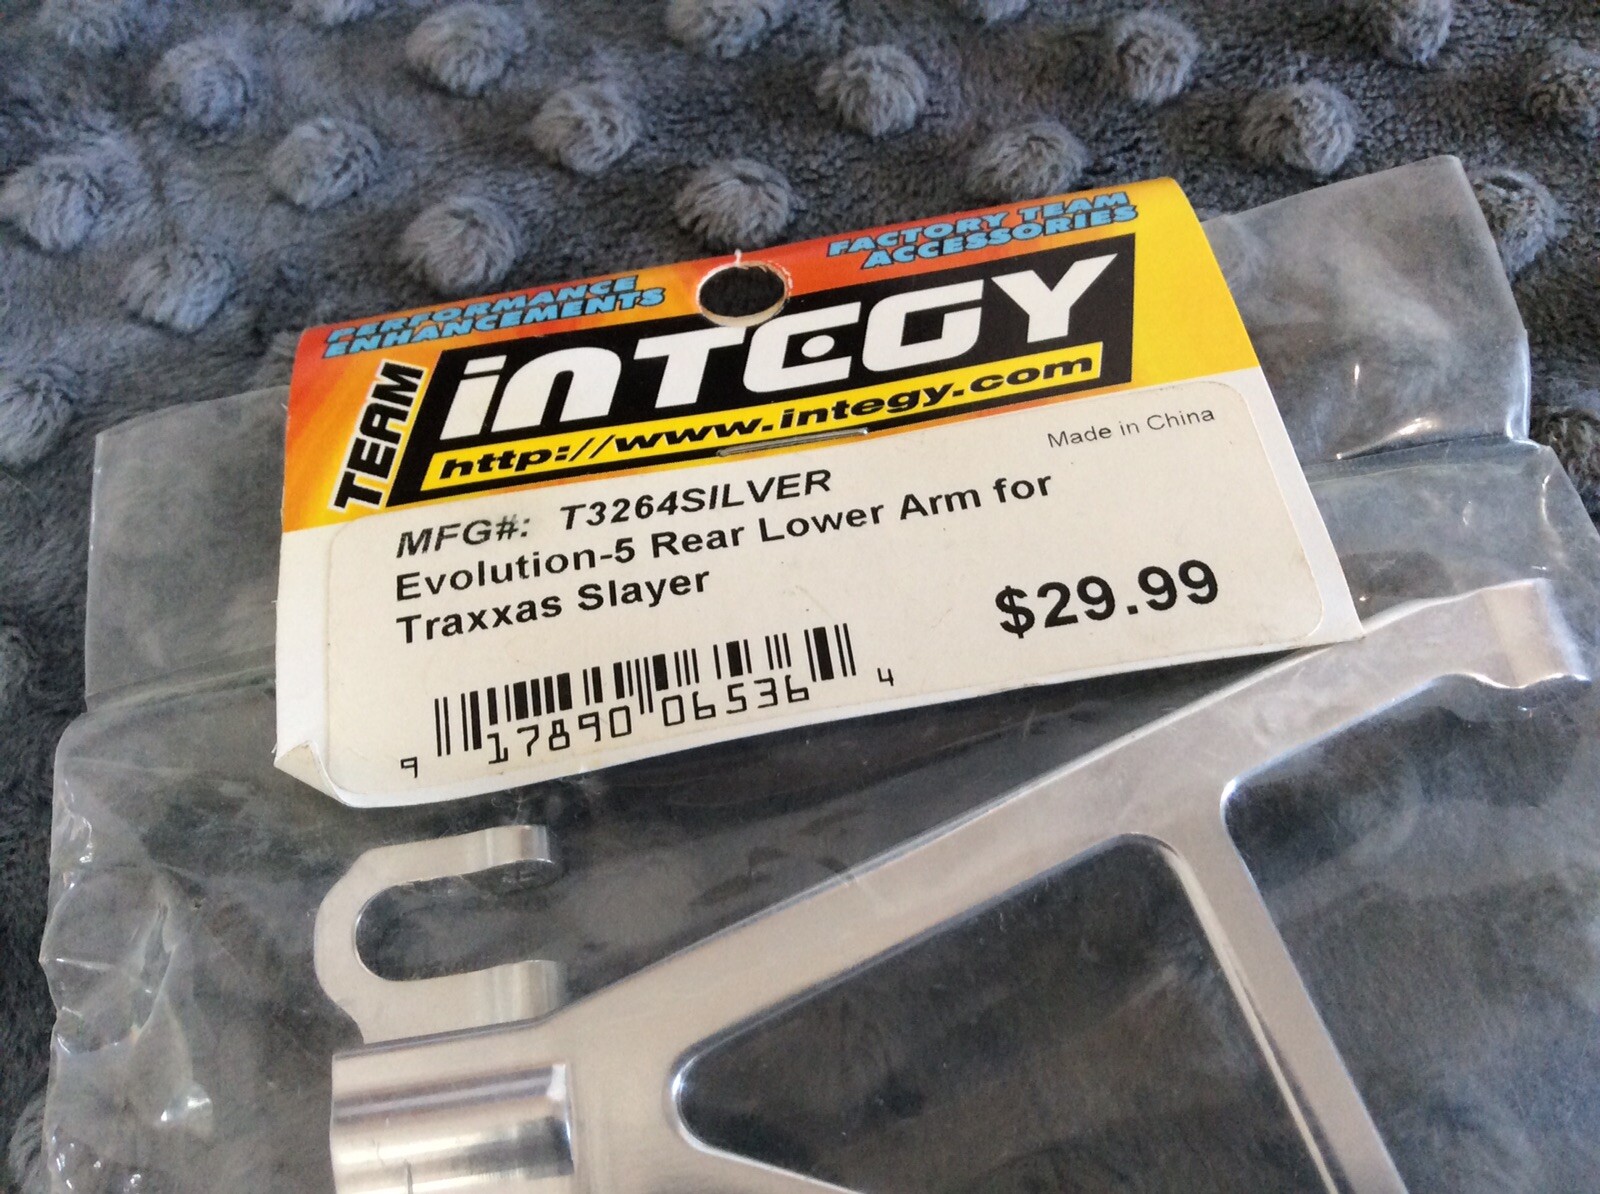 PERFORMANCE
ENHANCEMENTS
FACTORY TEAM
ACCESSORIES
TEAM
iNTEGY
http://www.integy.com
Made in China
MFG#: T3264SILVER
Evolution-5 Rear Lower Arm for
Traxxas Slayer
$29.99
9 17890 06536 4